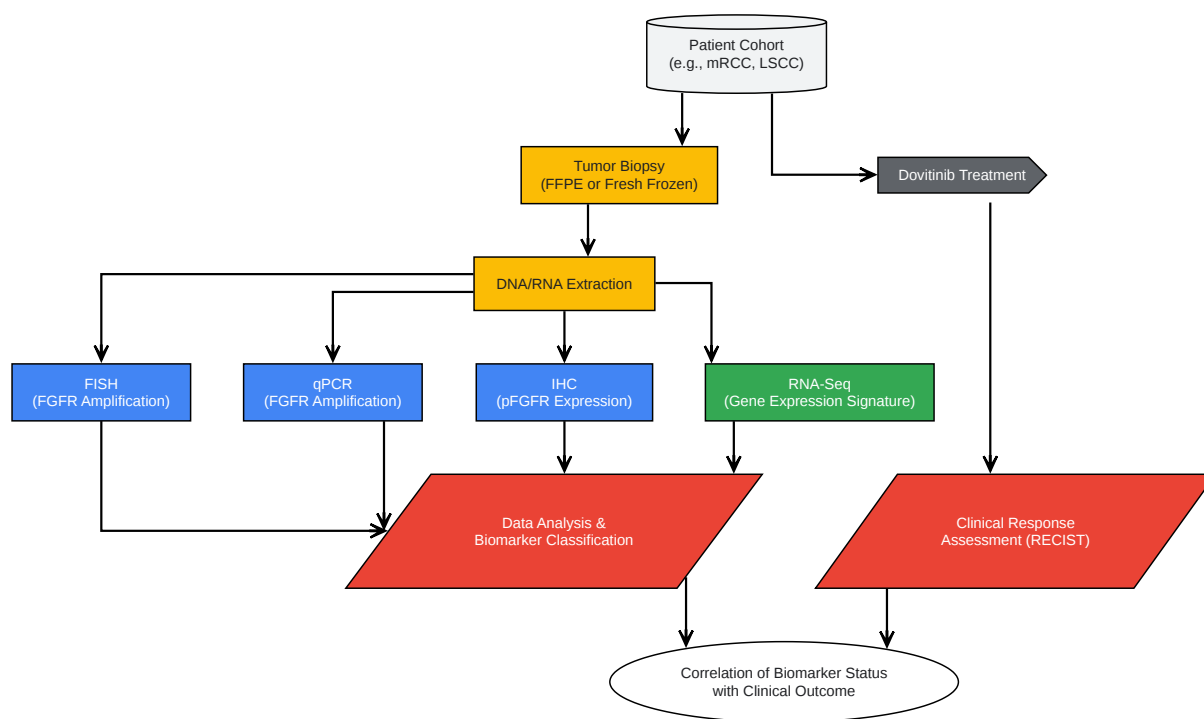 Patient Cohort
(e.g., mRCC, LSCC)
Tumor Biopsy
(FFPE or Fresh Frozen)
Dovitinib Treatment
DNA/RNA Extraction
FISH
(FGFR Amplification)
qPCR
(FGFR Amplification)
IHC
(pFGFR Expression)
RNA-Seq
(Gene Expression Signature)
Data Analysis &
Biomarker Classification
Clinical Response
Assessment (RECIST)
Correlation of Biomarker Status
with Clinical Outcome